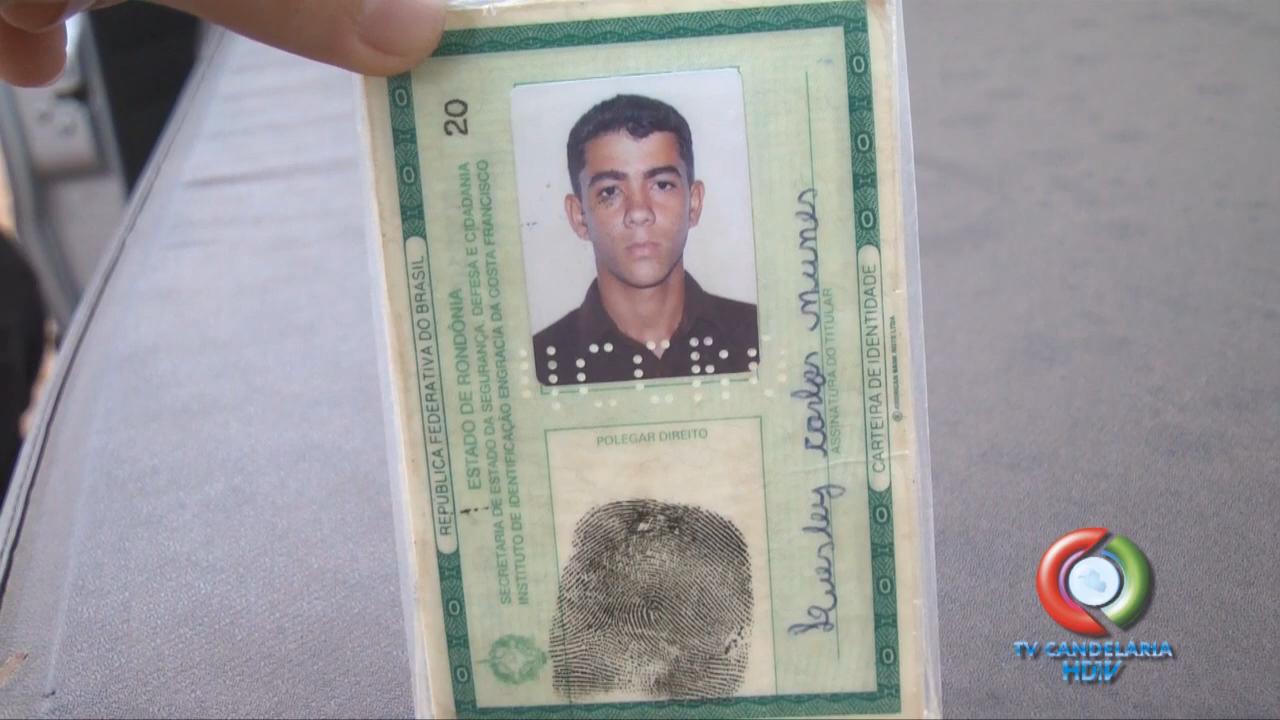 REPÚBLICA FEDERATIVA DO BRASIL
ESTADO DE RONDÔNIA
SECRETARIA DE ESTADO DA SEGURANÇA, DEFESA E CIDADANIA
INSTITUTO DE IDENTIFICAÇÃO ENGRACIA DA COSTA FRANCISCO
20
POLEGAR DIREITO
carlos nunes
ASSINATURA DO TITULAR
CARTEIRA DE IDENTIDADE
TV CANDELÁRIA
HDTV